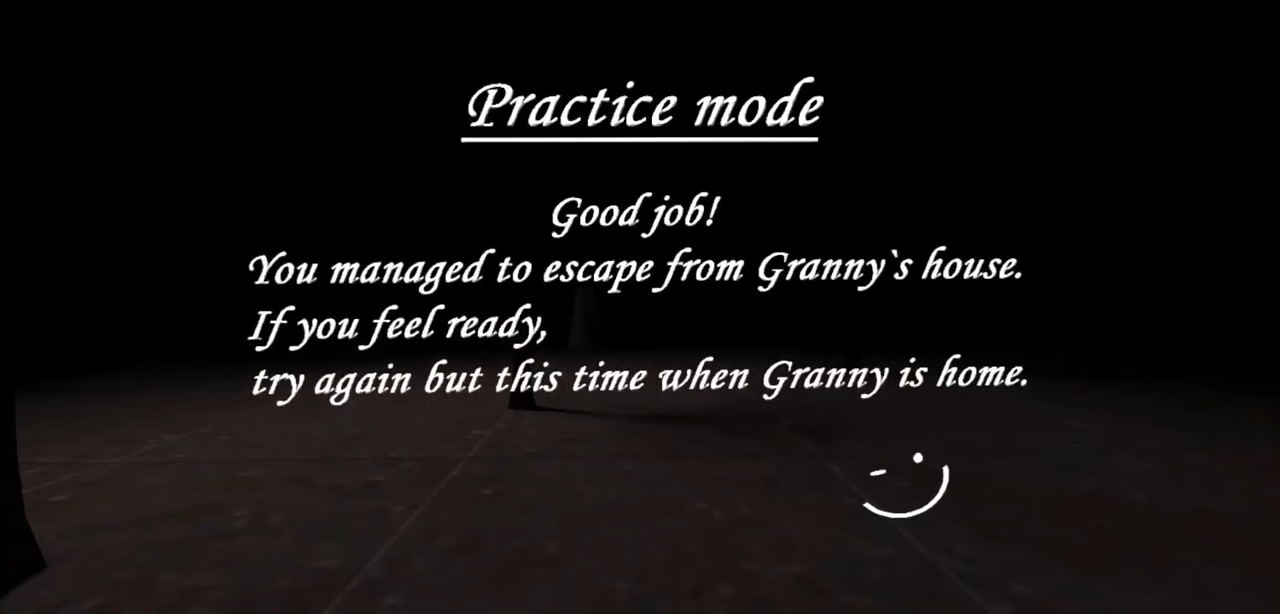 Practice mode
Good job!
You managed to escape from Granny`s house.
If you feel ready,
try again but this time when Granny is home.